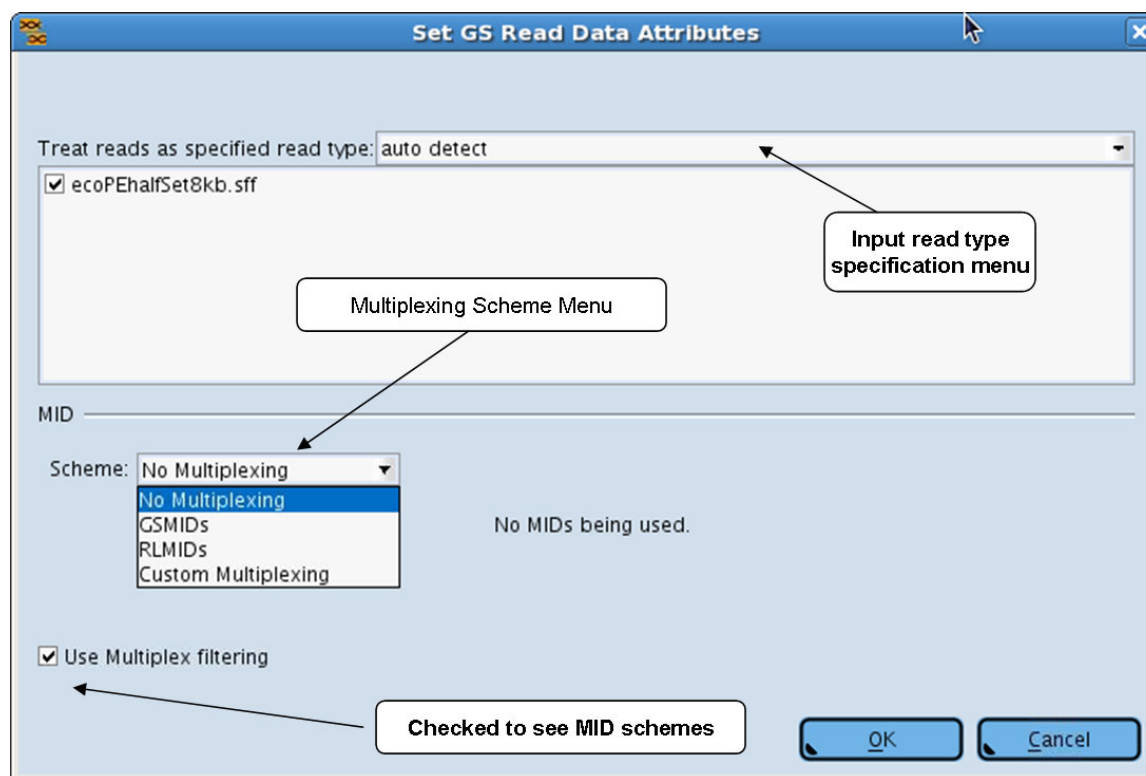 Set GS Read Data Attributes
Treat reads as specified read type: auto detect
ecoPEhalfSet8kb.sff
Input read type
specification menu
Multiplexing Scheme Menu
MID
Scheme: No Multiplexing
No Multiplexing
GSMIDs
RLMIDs
Custom Multiplexing
No MIDs being used.
Use Multiplex filtering
Checked to see MID schemes
OK
Cancel